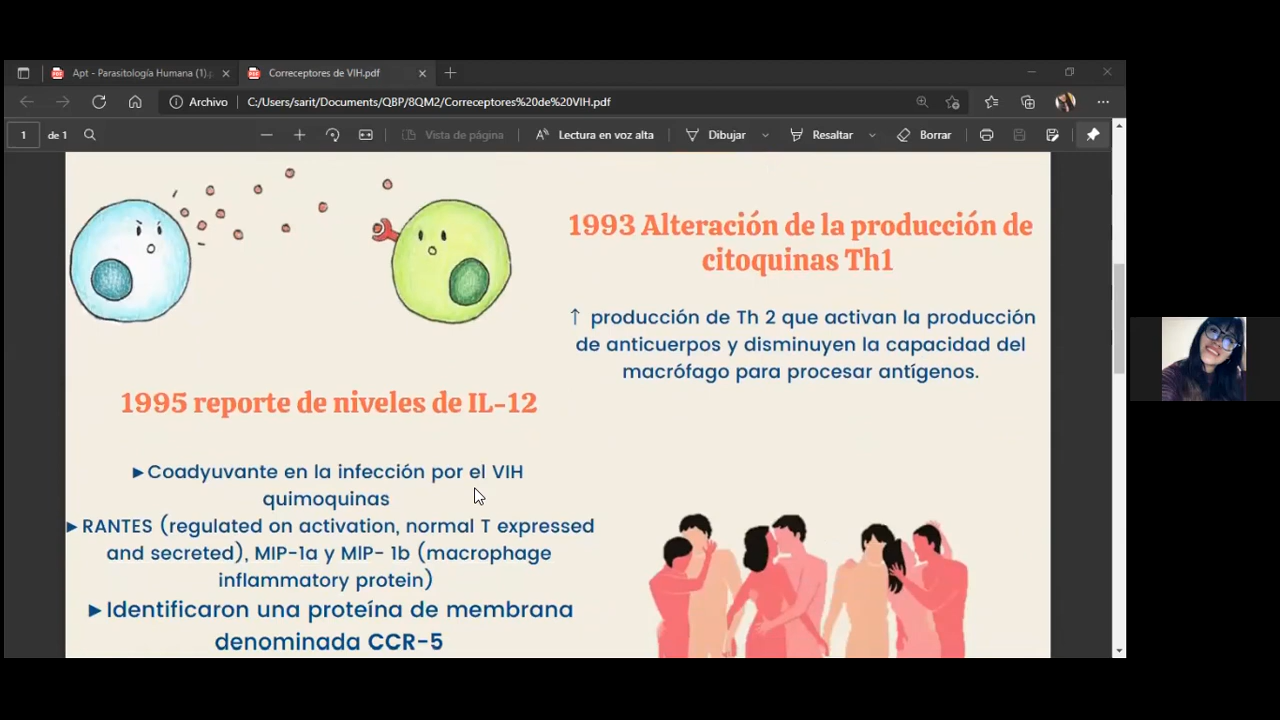 Apt - Parasitología Humana (1).p
Correceptores de VIH.pdf
Archivo
C:/Users/sarit/Documents/QBP/8QM2/Correceptores%20de%20VIH.pdf
1
de 1
Vista de página
Lectura en voz alta
Dibujar
Resaltar
Borrar
1993 Alteración de la producción de
citoquinas Th1
↑ producción de Th 2 que activan la producción
de anticuerpos y disminuyen la capacidad del
macrófago para procesar antígenos.
1995 reporte de niveles de IL-12
►Coadyuvante en la infección por el VIH
quimoquinas
►RANTES (regulated on activation, normal T expressed
and secreted), MIP-1a y MIP- 1b (macrophage
inflammatory protein)
►Identificaron una proteína de membrana
denominada CCR-5